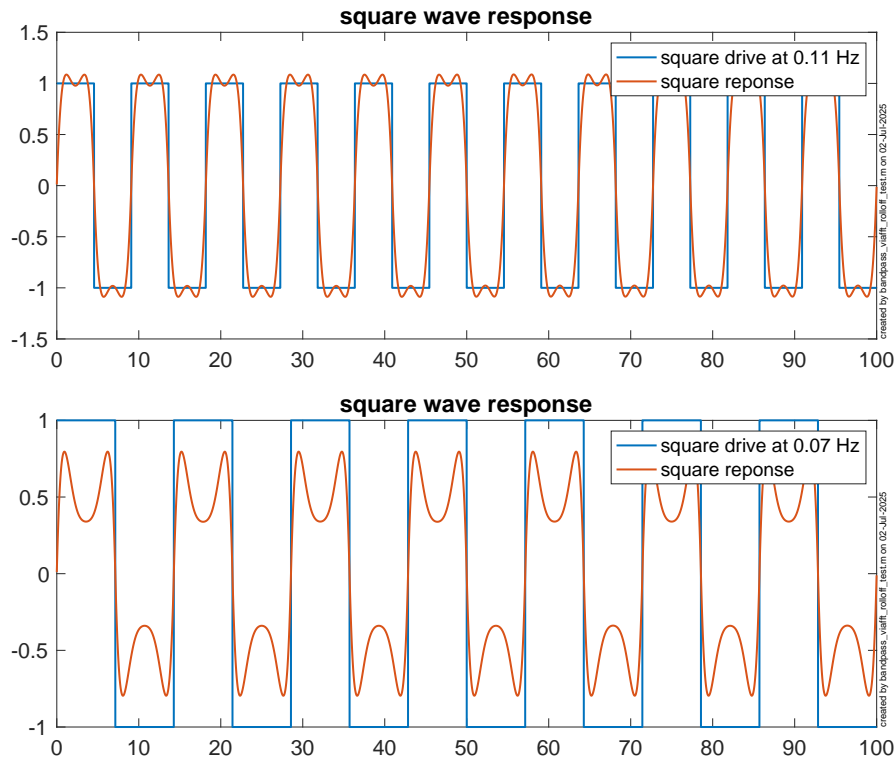 square wave response
1.5
1
0.5
0
-0.5
-1
-1.5
0 10 20 30 40 50 60 70 80 90 100
square drive at 0.11 Hz
square reponse
created by bandpass_viafft_rolloff_test.m on 02-Jul-2025
square wave response
1
0.5
0
-0.5
-1
0 10 20 30 40 50 60 70 80 90 100
square drive at 0.07 Hz
square reponse
created by bandpass_viafft_rolloff_test.m on 02-Jul-2025